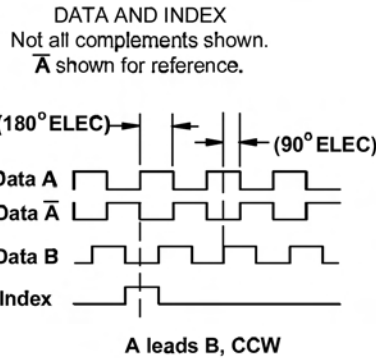 DATA AND INDEX
Not all complements shown.
A̅ shown for reference.
(180°ELEC)
(90°ELEC)
Data A
Data A̅
Data B
Index
A leads B, CCW